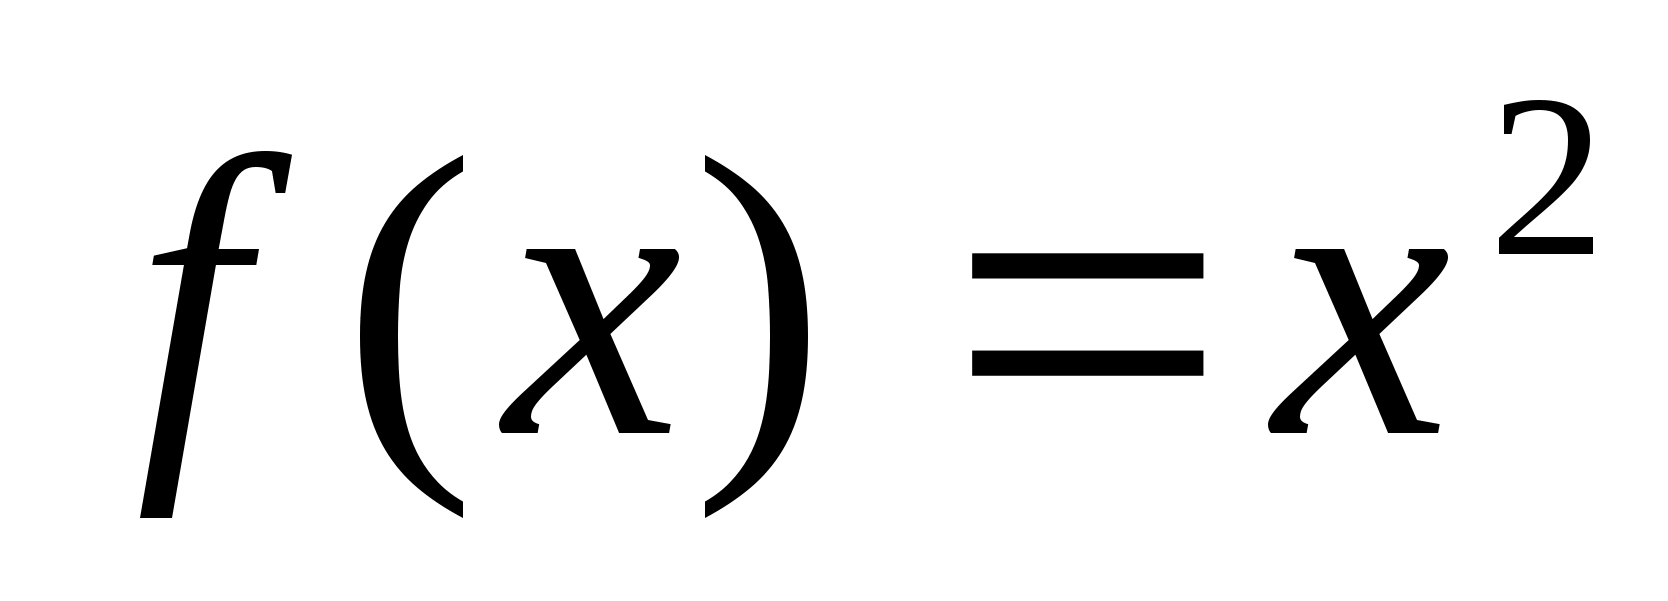 f(x) = x²